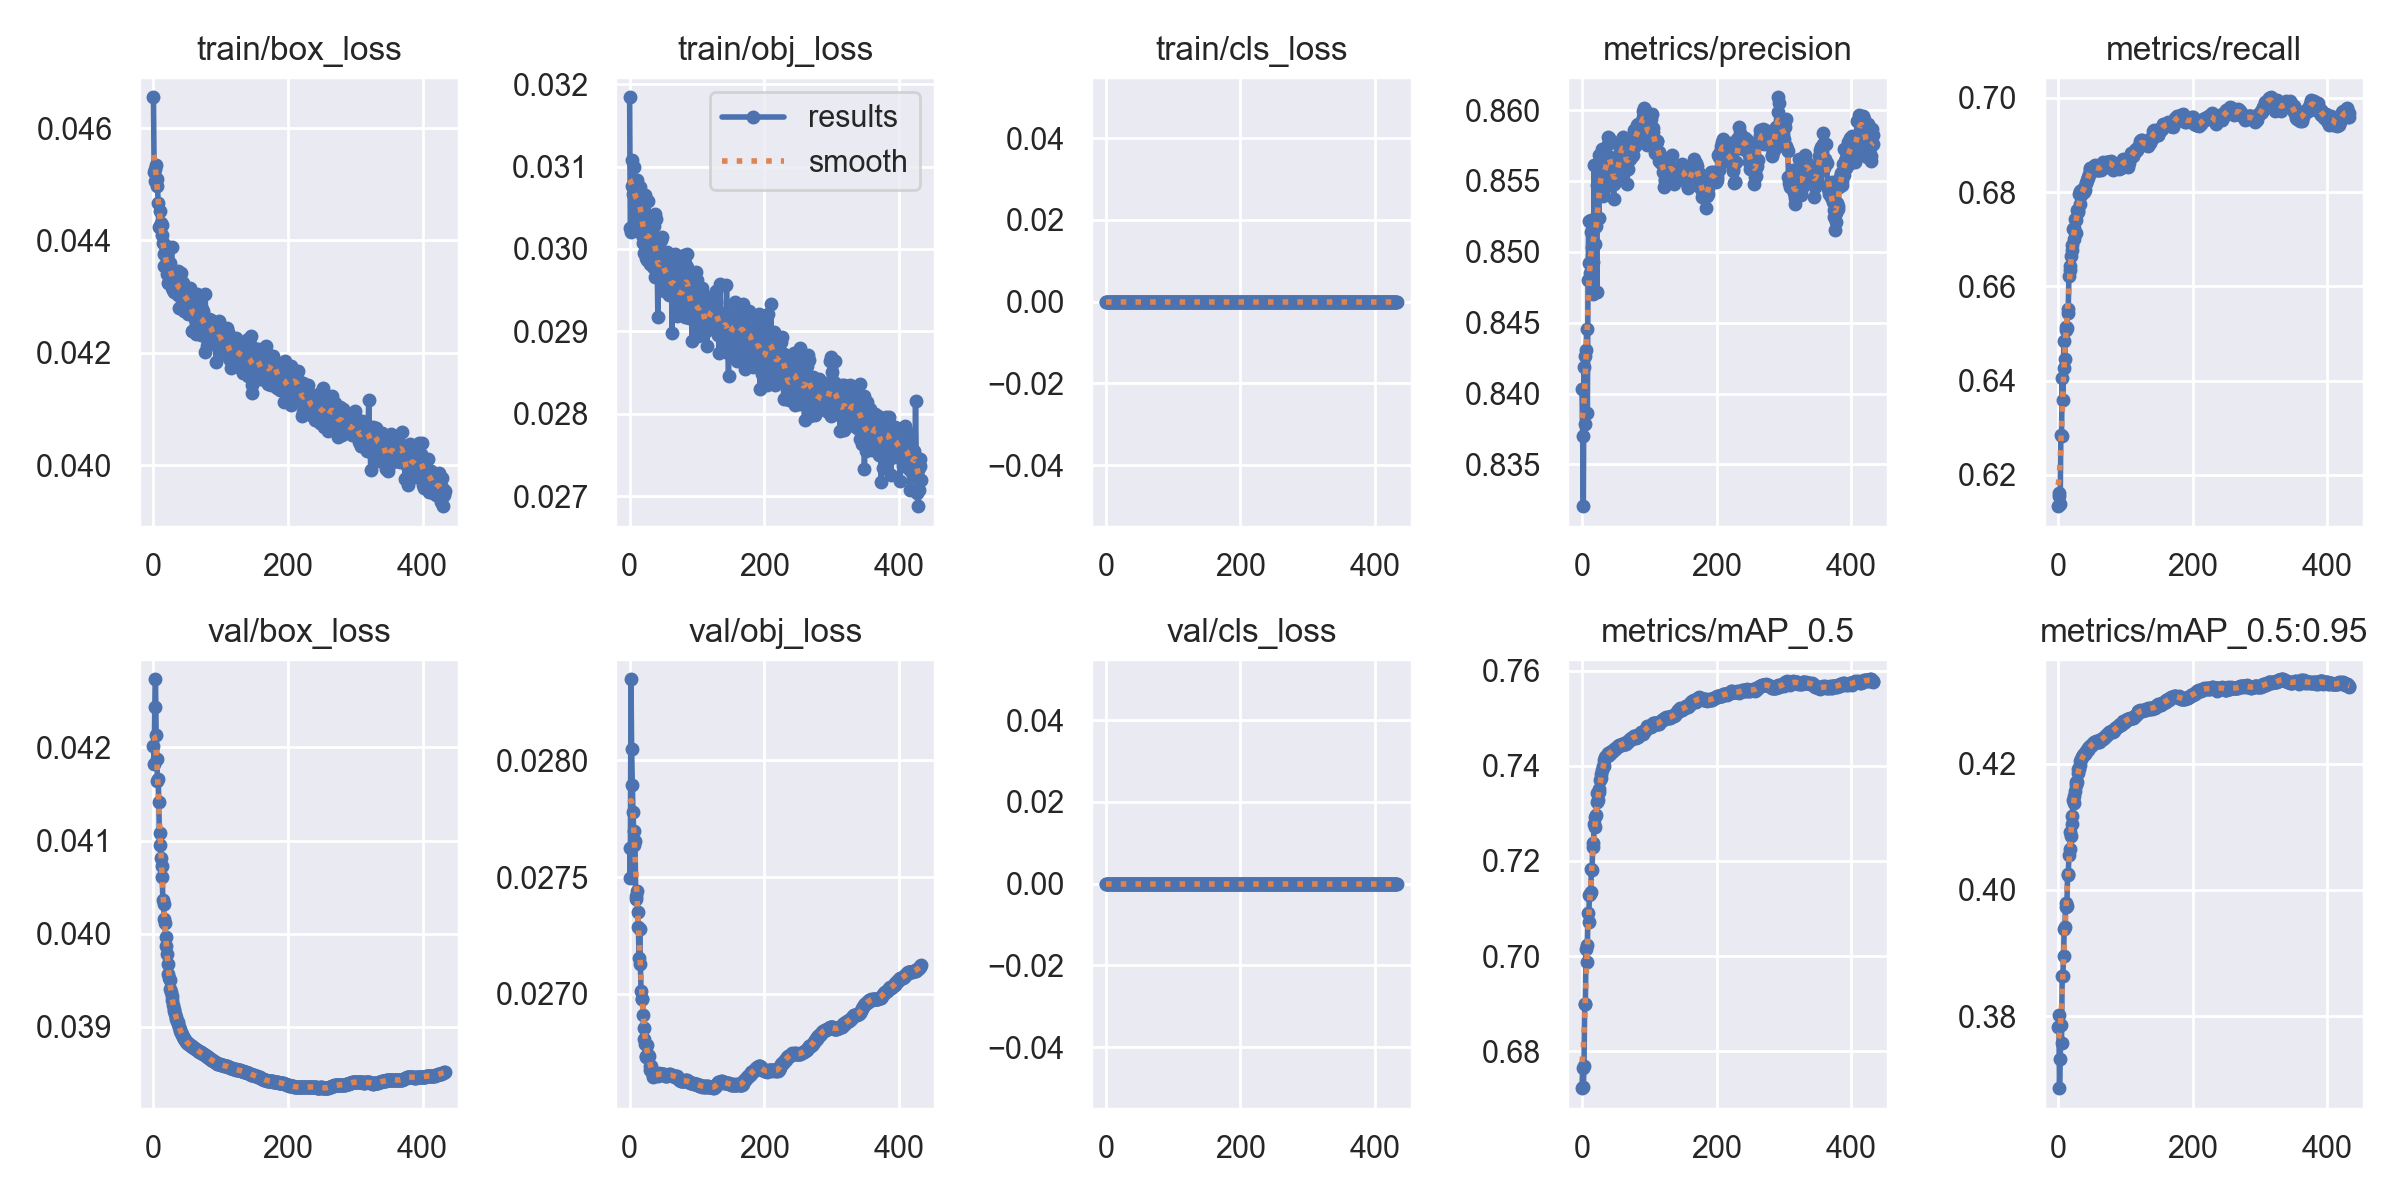 train/box_loss
0.046
0.044
0.042
0.040
0 200 400
train/obj_loss
results
smooth
0.032
0.031
0.030
0.029
0.028
0.027
0 200 400
train/cls_loss
0.04
0.02
0.00
−0.02
−0.04
0 200 400
metrics/precision
0.860
0.855
0.850
0.845
0.840
0.835
0 200 400
metrics/recall
0.70
0.68
0.66
0.64
0.62
0 200 400
val/box_loss
0.042
0.041
0.040
0.039
0 200 400
val/obj_loss
0.0280
0.0275
0.0270
0 200 400
val/cls_loss
0.04
0.02
0.00
−0.02
−0.04
0 200 400
metrics/mAP_0.5
0.76
0.74
0.72
0.70
0.68
0 200 400
metrics/mAP_0.5:0.95
0.42
0.40
0.38
0 200 400